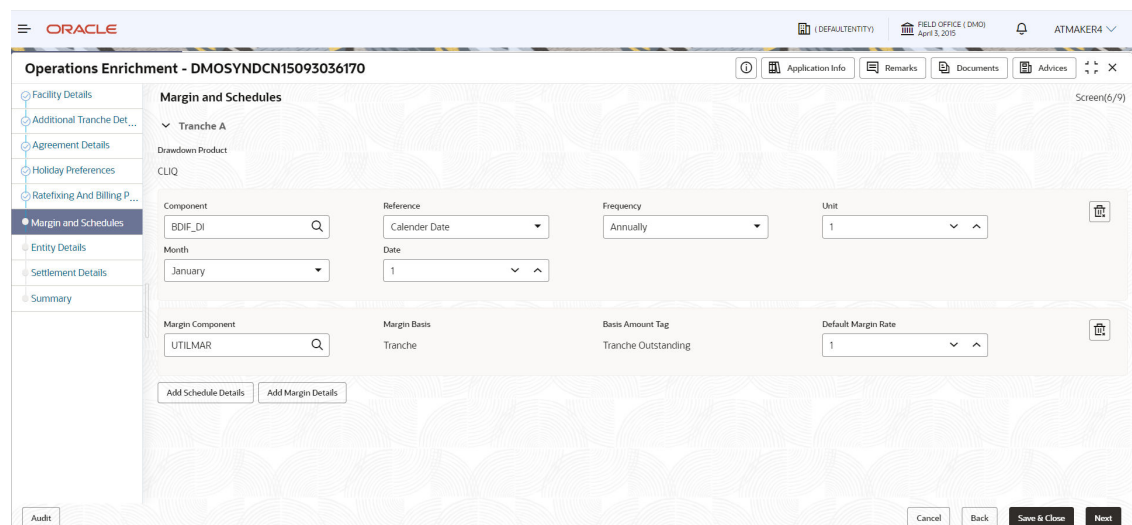 ORACLE
( DEFAULTENTITY)
FIELD OFFICE ( DMO)
April 3, 2015
ATMAKER4
Operations Enrichment - DMOSYNDCN15093036170
Application Info
Remarks
Documents
Advices
Facility Details
Additional Tranche Det...
Agreement Details
Holiday Preferences
Ratefixing And Billing P...
Margin and Schedules
Entity Details
Settlement Details
Summary
Margin and Schedules
Screen(6/9)
Tranche A
Drawdown Product
CLIQ
Component Reference Frequency Unit
BDIF_DI Calender Date Annually 1
Month Date
January 1
Margin Component Margin Basis Basis Amount Tag Default Margin Rate
UTILMAR Tranche Tranche Outstanding 1
Add Schedule Details Add Margin Details
Audit Cancel Back Save & Close Next